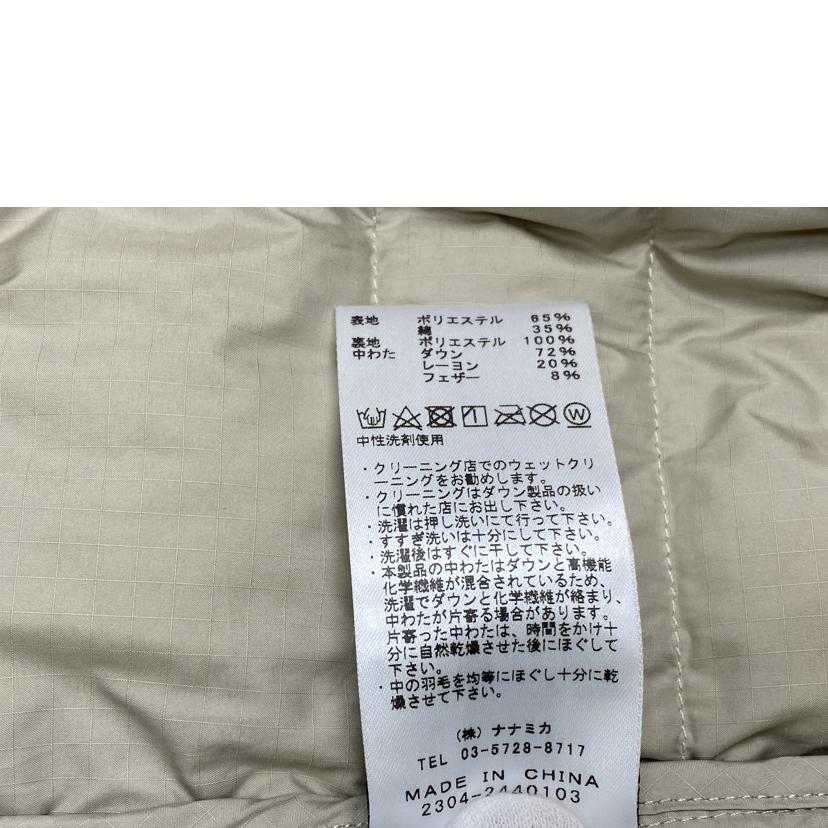 表地 ポリエステル 65%
綿 35%
裏地 ポリエステル 100%
中わた ダウン 72%
レーヨン 20%
フェザー 8%
W
中性洗剤使用
・クリーニング店でのウェットクリ
ーニングをお勧めします。
・クリーニングはダウン製品の扱い
に慣れた店にお出し下さい。
・洗濯は押し洗いにて行って下さい。
・すすぎ洗いは十分にして下さい。
・洗濯後はすぐに干して下さい。
・本製品の中わたはダウンと高機能
化学繊維が混合されているため、
洗濯でダウンと化学繊維が絡まり、
中わたが片寄る場合があります。
片寄った中わたは、時間をかけ十
分に自然乾燥させた後にほぐして
下さい。
・中の羽毛を均等にほぐし十分に乾
燥させて下さい。
(株) ナナミカ
TEL 03-5728-8717
MADE IN CHINA
2304-2440103